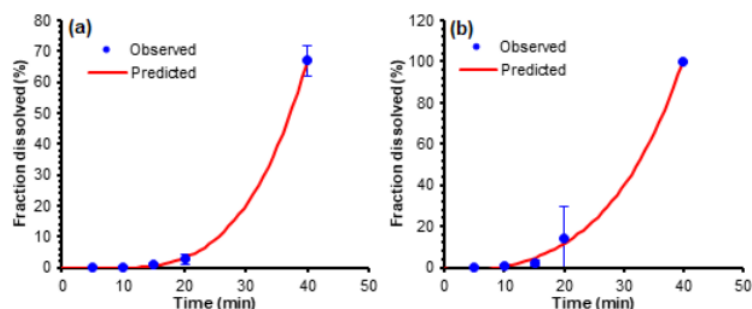 (a)
Observed
Predicted
Fraction dissolved (%)
80
70
60
50
40
30
20
10
0
0 10 20 30 40 50
Time (min)
(b)
Observed
Predicted
Fraction dissolved (%)
120
100
80
60
40
20
0
0 10 20 30 40 50
Time (min)